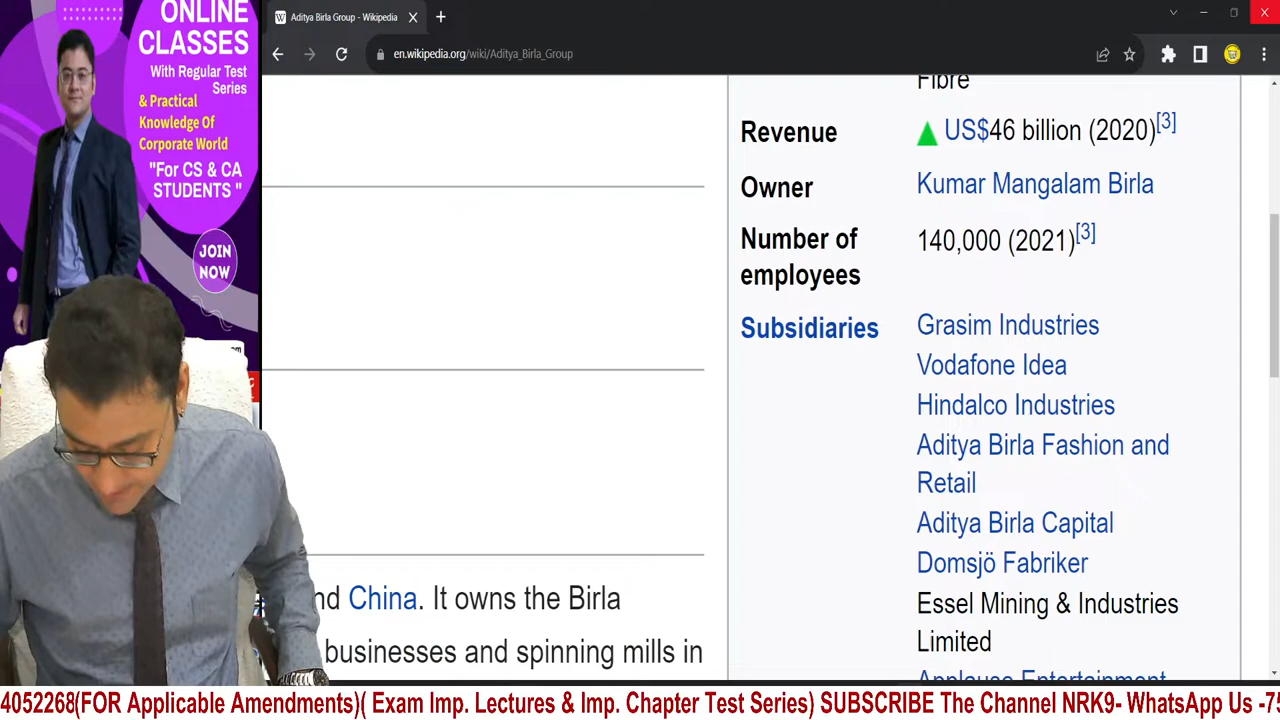 ONLINE
CLASSES
With Regular Test
Series
& Practical
Knowledge Of
Corporate World
"For CS & CA
STUDENTS "
JOIN
NOW
Aditya Birla Group - Wikipedia
en.wikipedia.org/wiki/Aditya_Birla_Group
Fibre
Revenue
US$46 billion (2020)[3]
Owner
Kumar Mangalam Birla
Number of
employees
140,000 (2021)[3]
Subsidiaries
Grasim Industries
Vodafone Idea
Hindalco Industries
Aditya Birla Fashion and
Retail
Aditya Birla Capital
Domsjö Fabriker
Essel Mining & Industries
Limited
Applause Entertainment
nd China. It owns the Birla
businesses and spinning mills in
4052268(FOR Applicable Amendments)( Exam Imp. Lectures & Imp. Chapter Test Series) SUBSCRIBE The Channel NRK9- WhatsApp Us -75